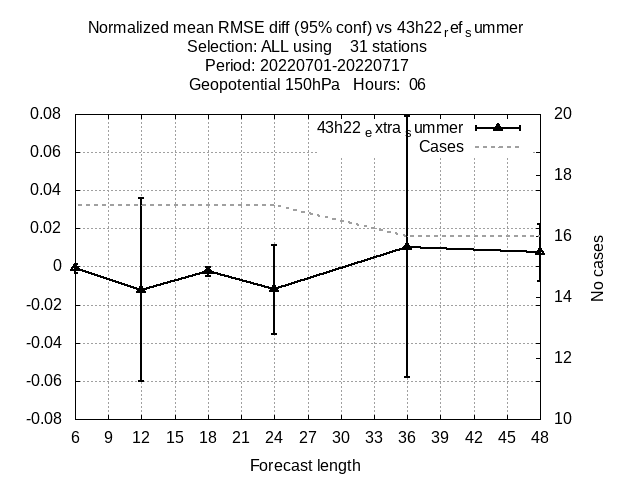 Normalized mean RMSE diff (95% conf) vs 43h22refsummer
Selection: ALL using 31 stations
Period: 20220701-20220717
Geopotential 150hPa Hours: 06
43h22extrasummer
Cases
0.08
0.06
0.04
0.02
0
-0.02
-0.04
-0.06
-0.08
20
18
16
14
12
10
No cases
6 9 12 15 18 21 24 27 30 33 36 39 42 45 48
Forecast length